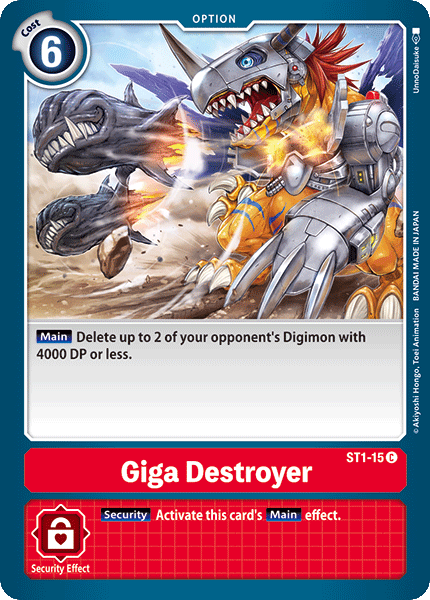 OPTION
Cost
6
UnnoDaisuke
©Akiyoshi Hongo, Toei Animation BANDAI MADE IN JAPAN
Main Delete up to 2 of your opponent's Digimon with
4000 DP or less.
ST1-15 C
Giga Destroyer
Security Activate this card's Main effect.
Security Effect